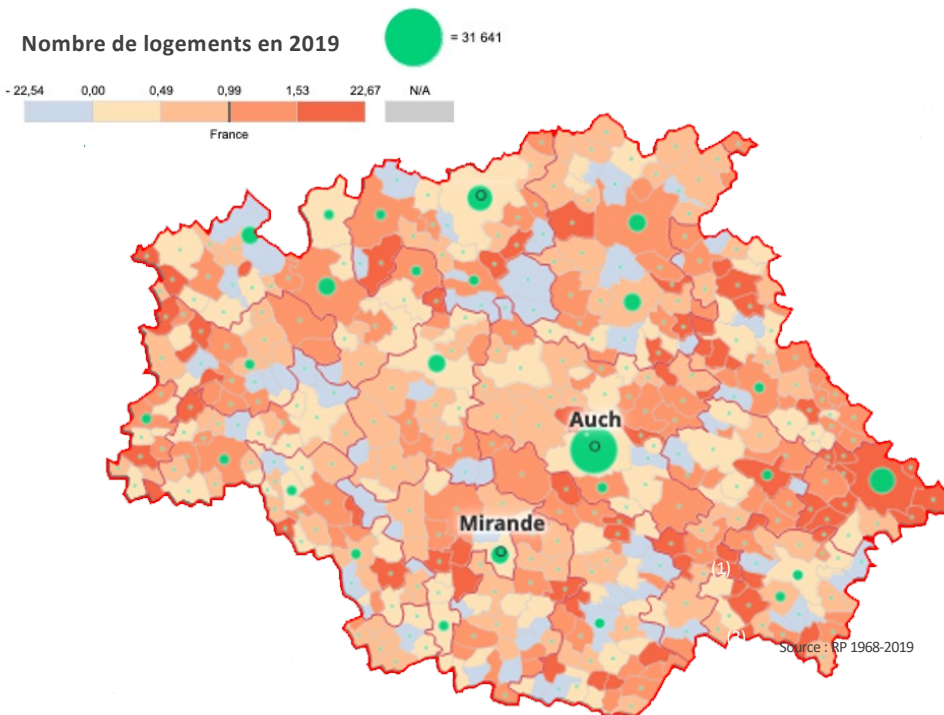 Nombre de logements en 2019
= 31 641
- 22,54 0,00 0,49 0,99 1,53 22,67 N/A
France
Auch
Mirande
(1)
Source : RP 1968-2019